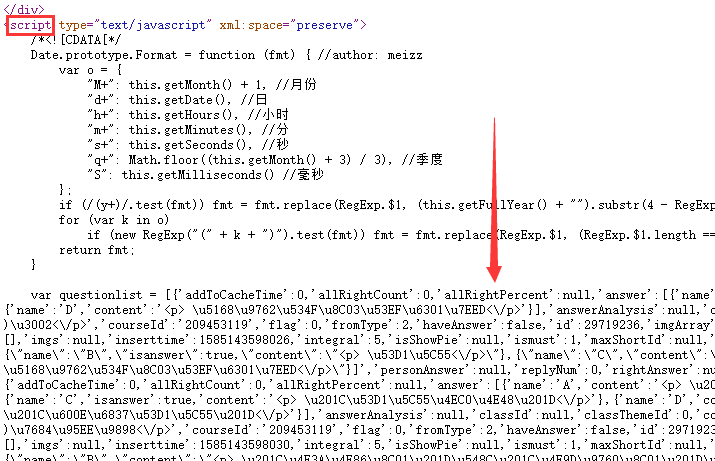 </div>
<script type="text/javascript" xml:space="preserve">
/*<![CDATA[*/
Date.prototype.Format = function (fmt) { //author: meizz
var o = {
"M+": this.getMonth() + 1, //月份
"d+": this.getDate(), //日
"h+": this.getHours(), //小时
"m+": this.getMinutes(), //分
"s+": this.getSeconds(), //秒
"q+": Math.floor((this.getMonth() + 3) / 3), //季度
"S": this.getMilliseconds() //毫秒
};
if (/(y+)/.test(fmt)) fmt = fmt.replace(RegExp.$1, (this.getFullYear() + "").substr(4 - RegExp
for (var k in o)
if (new RegExp("(" + k + ")").test(fmt)) fmt = fmt.replace(RegExp.$1, (RegExp.$1.length ==
return fmt;
}
var questionlist = [{'addToCacheTime':0,'allRightCount':0,'allRightPercent':null,'answer':[{'name'
{'name':'D','content':'<p> \u5168\u9762\u534F\u8C03\u53EF\u6301\u7EED<\/p>'}],'answerAnalysis':null,'
)\u3002<\/p>','courseId':'209453119','flag':0,'fromType':2,'haveAnswer':false,'id':29719236,'imgArray'
[],'imgs':null,'inserttime':1585143598026,'integral':5,'isShowPie':null,'ismust':1,'maxShortId':null,
{\"name\":\"B\",\"isanswer\":true,\"content\":\"<p> \u53D1\u5C55<\/p>\"},{\"name\":\"C\",\"content\":
\u5168\u9762\u534F\u8C03\u53EF\u6301\u7EED<\/p>\"}]','personAnswer':null,'replyNum':0,'rightAnswer':nu
{'addToCacheTime':0,'allRightCount':0,'allRightPercent':null,'answer':[{'name':'A','content':'<p> \u20
{'name':'C','isanswer':true,'content':'<p> \u201C\u53D1\u5C55\u4EC0\u4E48\u201D<\/p>'},{'name':'D','co
\u201C\u600E\u6837\u53D1\u5C55\u201D<\/p>'}],'answerAnalysis':null,'classId':null,'classThemeId':0,'co
)\u7684\u95EE\u9898<\/p>','courseId':'209453119','flag':0,'fromType':2,'haveAnswer':false,'id':2971923
[],'imgs':null,'inserttime':1585143598030,'integral':5,'isShowPie':null,'ismust':1,'maxShortId':null,